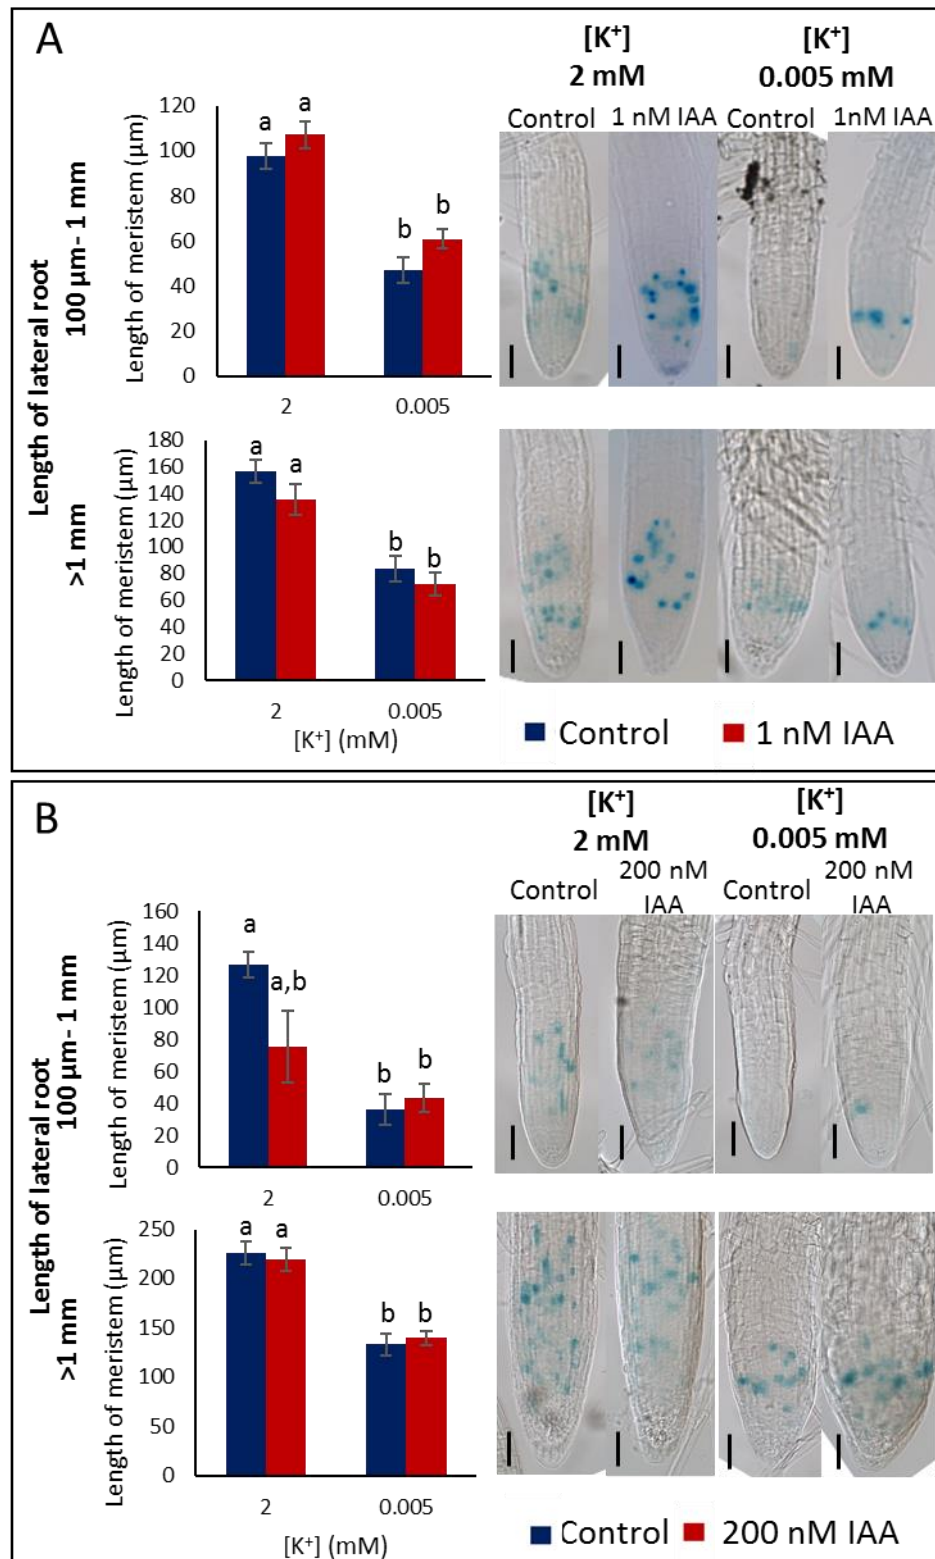 A
[K⁺]
2 mM
[K⁺]
0.005 mM
Control
1 nM IAA
Control
1nM IAA
Length of lateral root
100 µm- 1 mm
>1 mm
Length of meristem (µm)
120
100
80
60
40
20
0
a
a
b
b
2
0.005
Length of meristem (µm)
180
160
140
120
100
80
60
40
20
0
a
a
b
b
2
0.005
[K⁺] (mM)
Control
1 nM IAA
B
[K⁺]
2 mM
[K⁺]
0.005 mM
Control
200 nM
IAA
Control
200 nM
IAA
Length of lateral root
100 µm- 1 mm
>1 mm
Length of meristem (µm)
160
140
120
100
80
60
40
20
0
a
a,b
b
b
2
0.005
Length of meristem (µm)
250
200
150
100
50
0
a
a
b
b
2
0.005
[K⁺] (mM)
Control
200 nM IAA